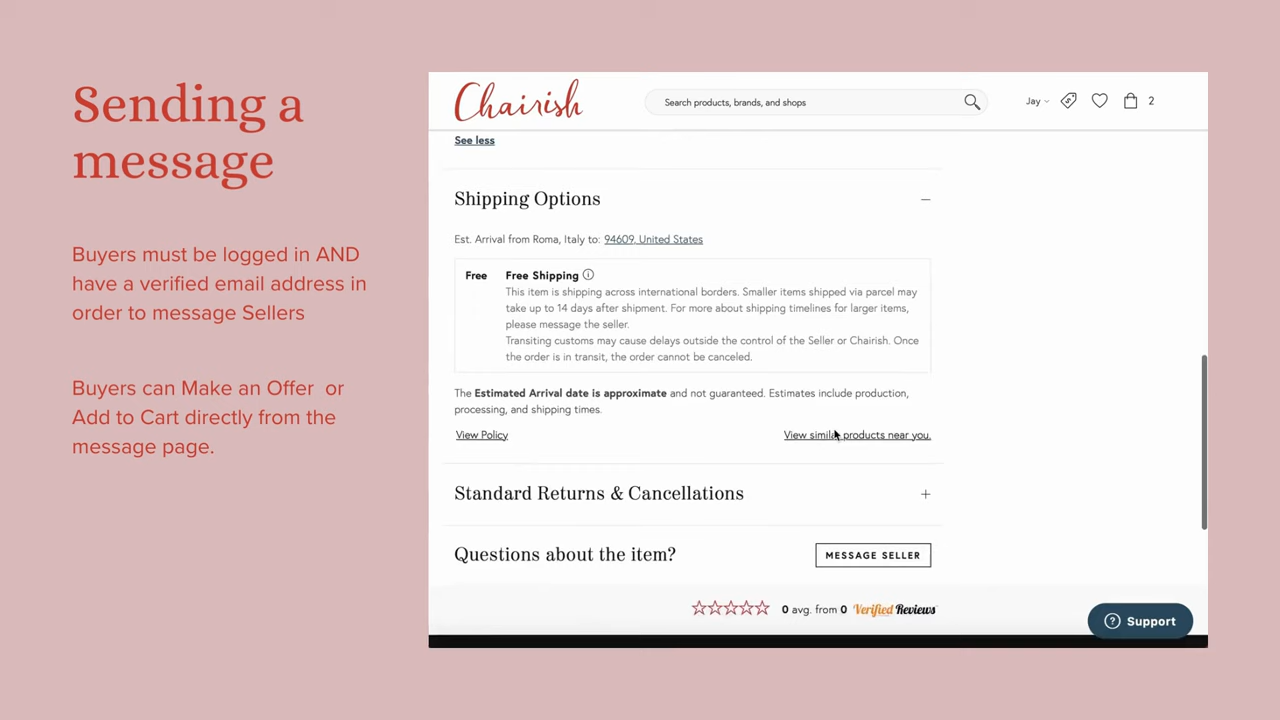 Sending a
message
Buyers must be logged in AND
have a verified email address in
order to message Sellers
Buyers can Make an Offer  or
Add to Cart directly from the
message page.
Chairish
Search products, brands, and shops
Jay
2
See less
Shipping Options
Est. Arrival from Roma, Italy to: 94609, United States
Free
Free Shipping
This item is shipping across international borders. Smaller items shipped via parcel may
take up to 14 days after shipment. For more about shipping timelines for larger items,
please message the seller.
Transiting customs may cause delays outside the control of the Seller or Chairish. Once
the order is in transit, the order cannot be canceled.
The Estimated Arrival date is approximate and not guaranteed. Estimates include production,
processing, and shipping times.
View Policy
View similar products near you.
Standard Returns & Cancellations
Questions about the item?
MESSAGE SELLER
0 avg. from 0 Verified Reviews
Support